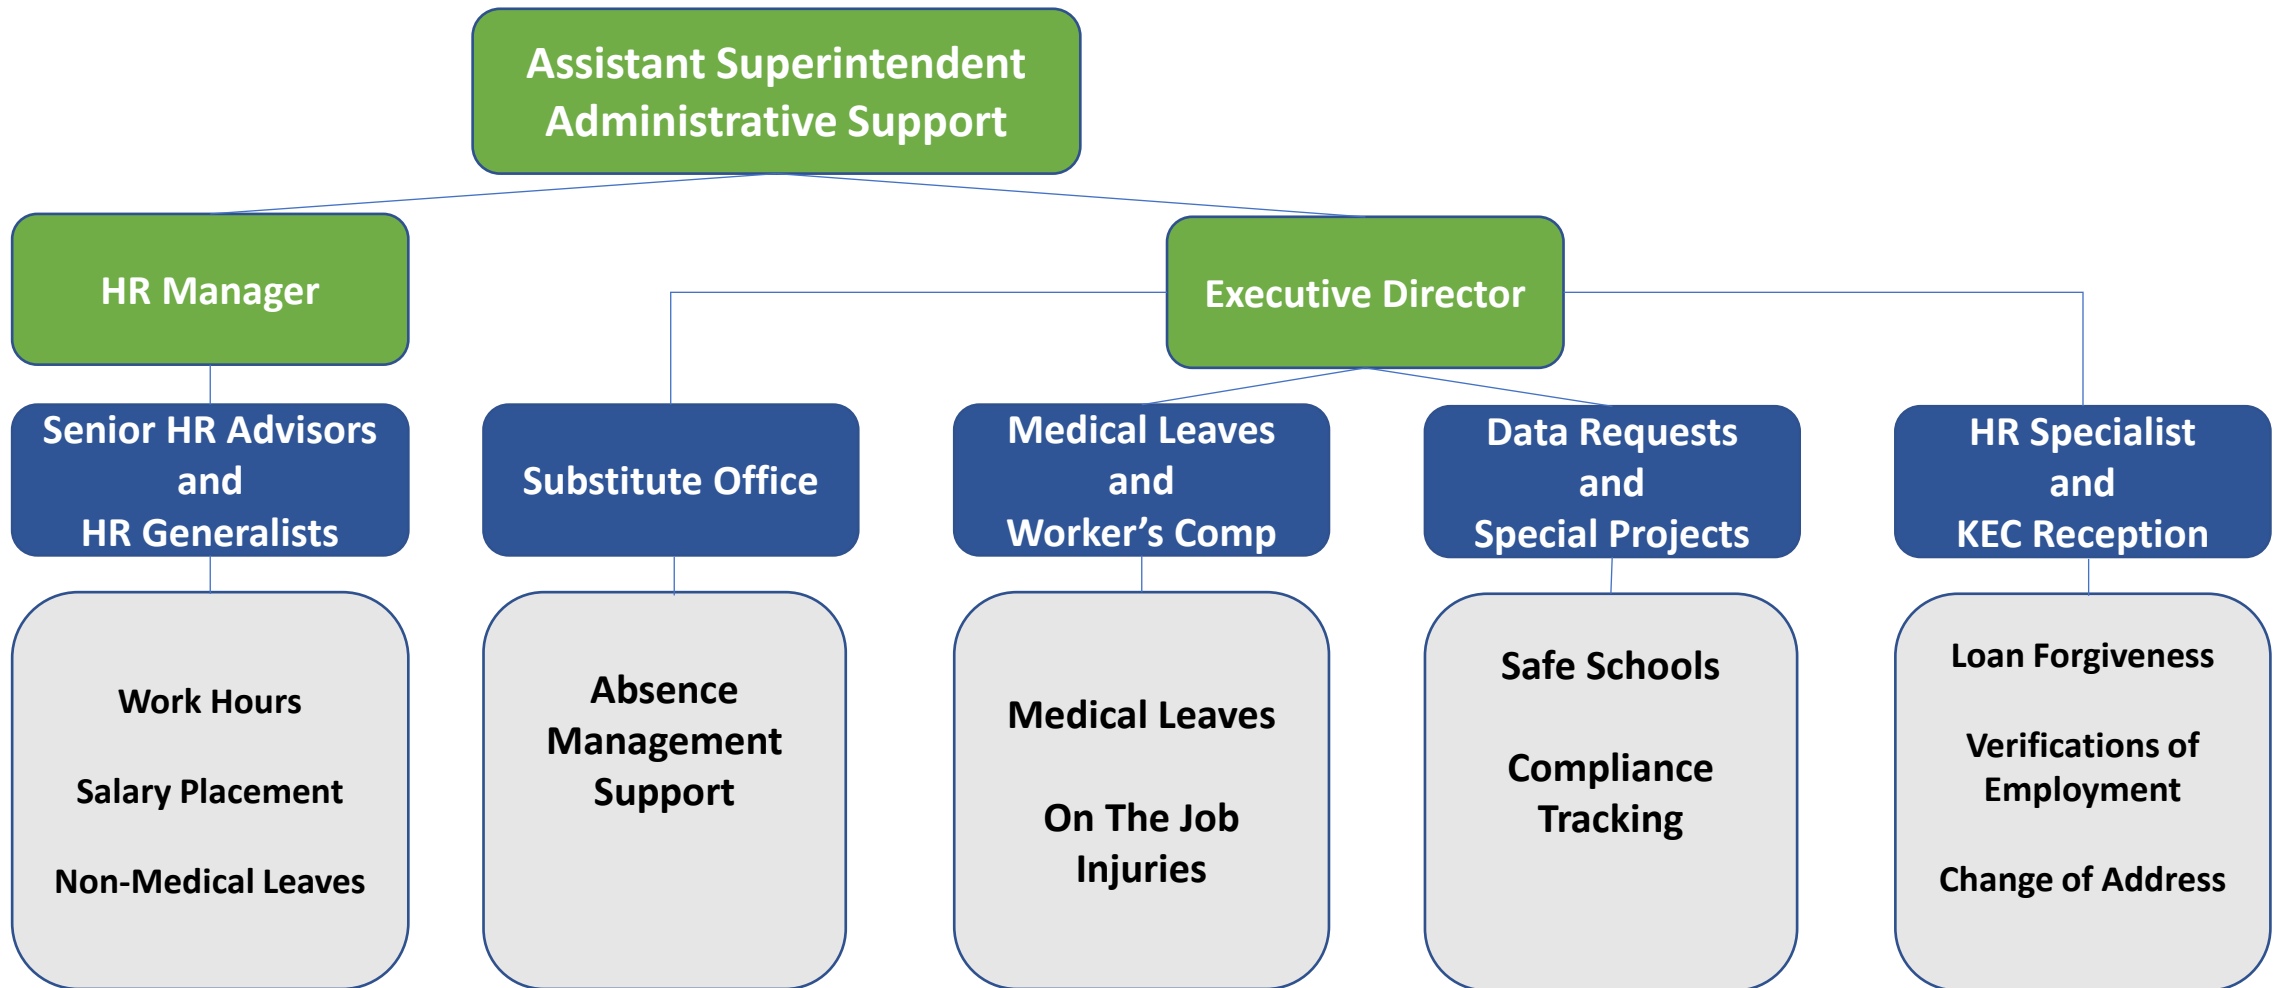 Assistant Superintendent
Administrative Support
HR Manager
Executive Director
Senior HR Advisors
and
HR Generalists
Substitute Office
Medical Leaves
and
Worker’s Comp
Data Requests
and
Special Projects
HR Specialist
and
KEC Reception
Work Hours
Salary Placement
Non-Medical Leaves
Absence
Management
Support
Medical Leaves
On The Job
Injuries
Safe Schools
Compliance
Tracking
Loan Forgiveness
Verifications of
Employment
Change of Address